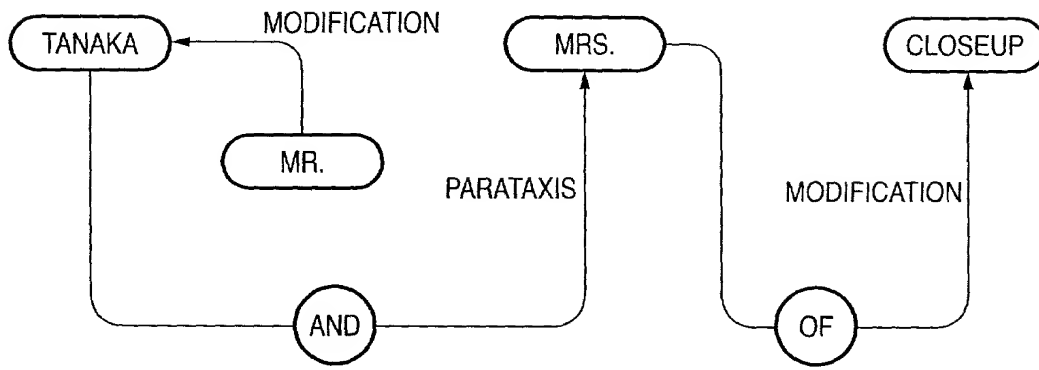 MODIFICATION
TANAKA
MRS.
CLOSEUP
MR.
PARATAXIS
MODIFICATION
AND
OF